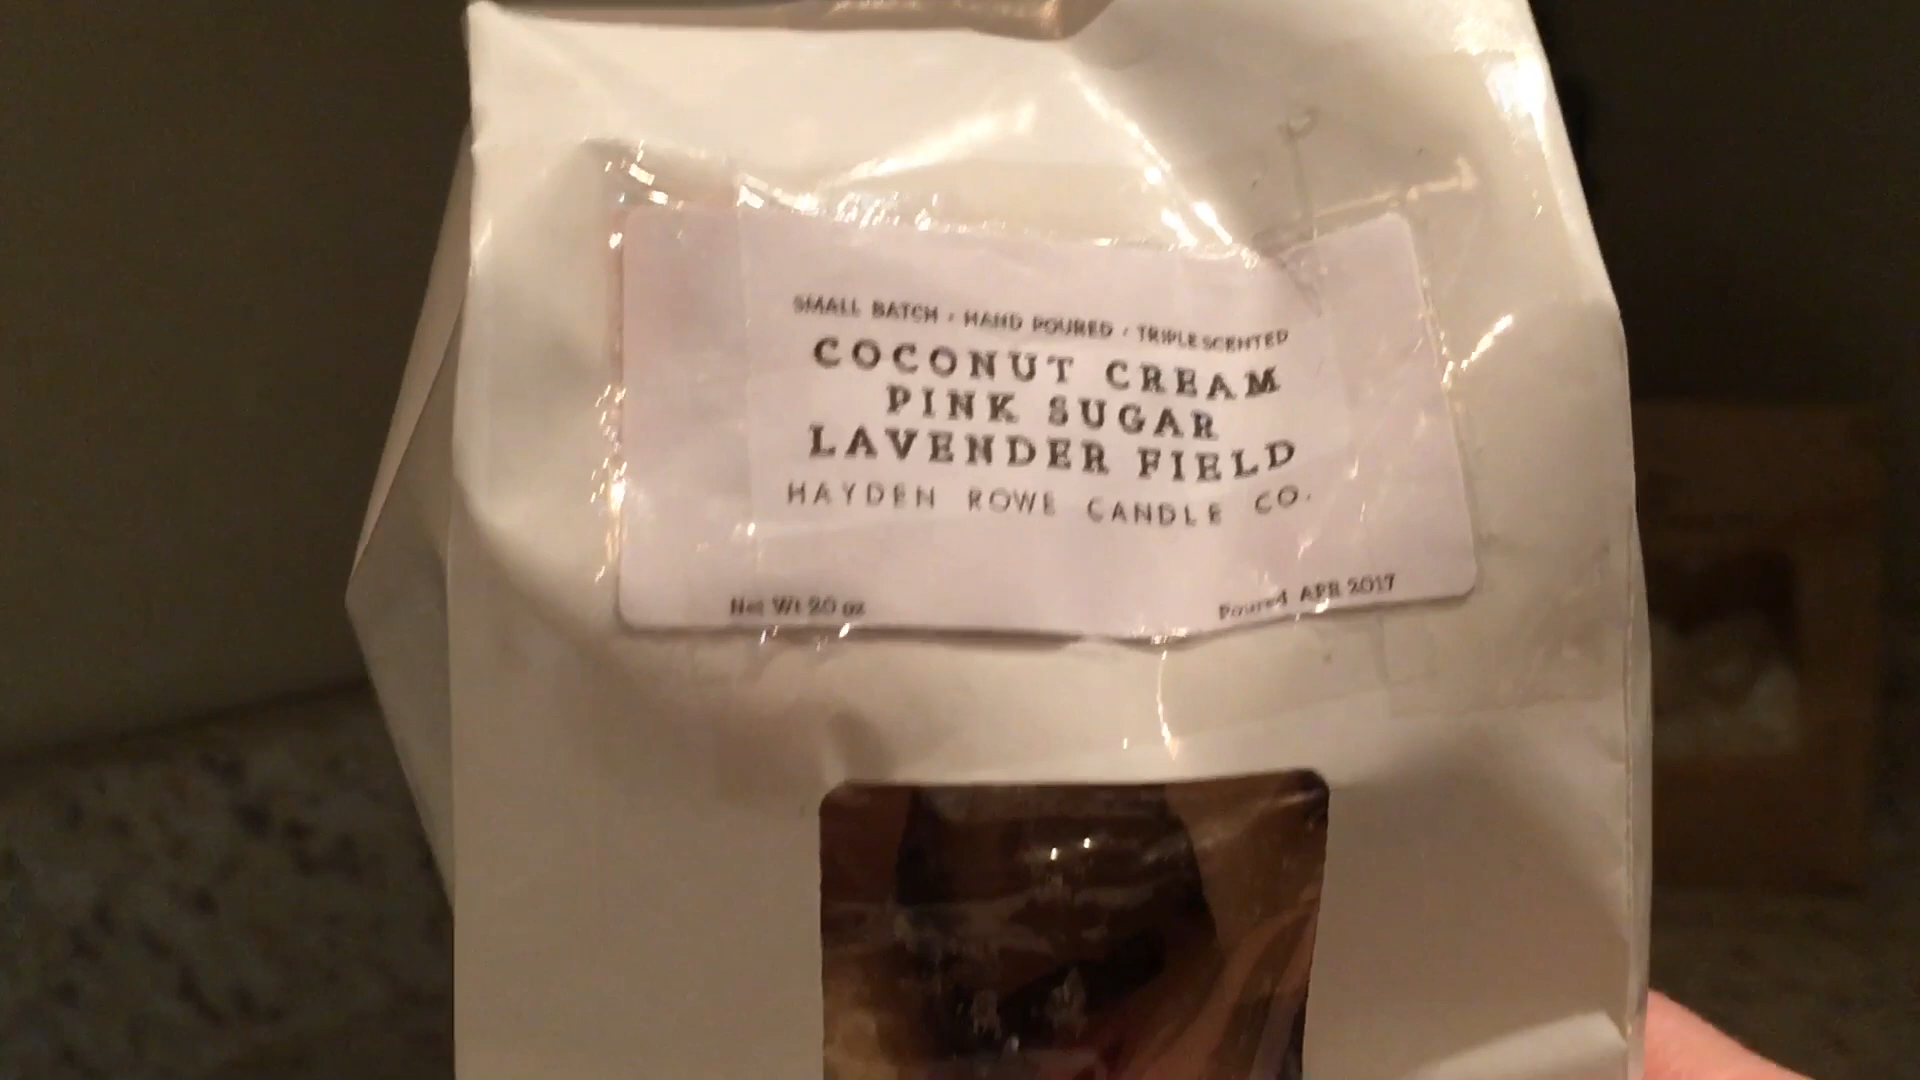 SMALL BATCH · HAND POURED · TRIPLE SCENTED
COCONUT CREAM
PINK SUGAR
LAVENDER FIELD
HAYDEN ROWE CANDLE CO.
Net Wt 20 oz
Poured APR 2017